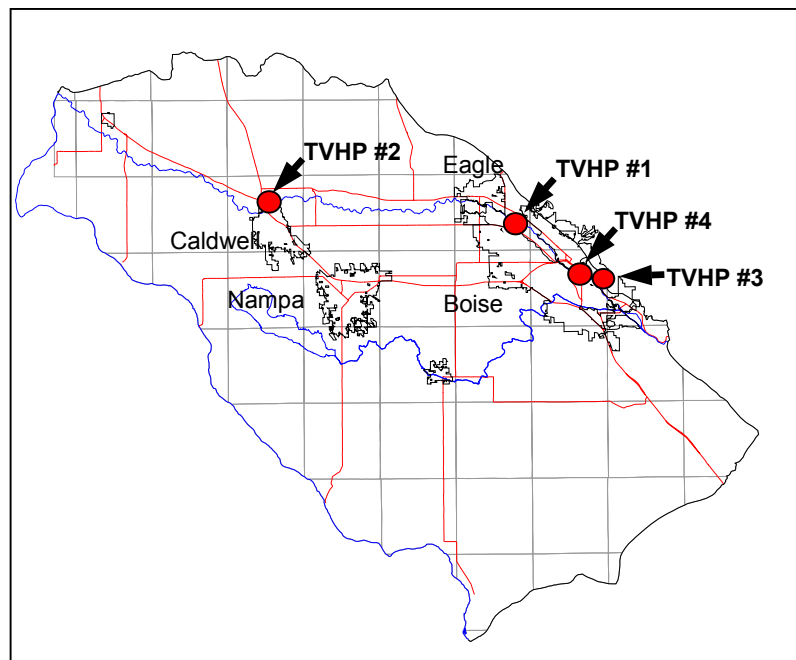 TVHP #2
Eagle
TVHP #1
TVHP #4
Caldwell
TVHP #3
Nampa
Boise